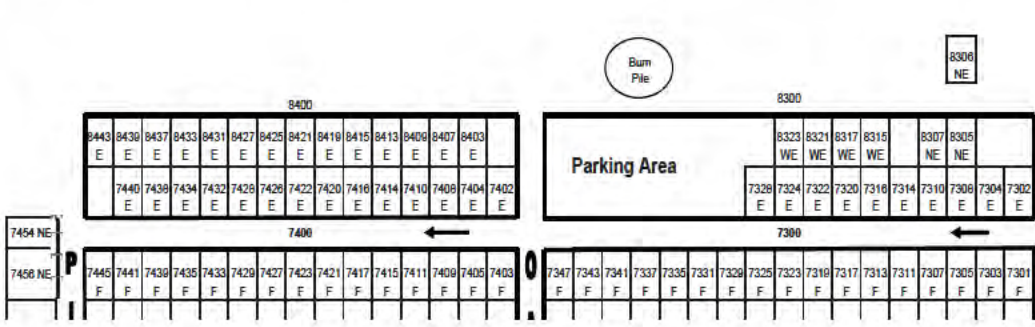 Burn
Pile
8306
NE
8400
8300
8443 8439 8437 8433 8431 8427 8425 8421 8419 8415 8413 8409 8407 8403
E E E E E E E E E E E E E E
8323 8321 8317 8315 8307 8305
WE WE WE WE NE NE
Parking Area
7440 7438 7434 7432 7428 7426 7422 7420 7416 7414 7410 7408 7404 7402
E E E E E E E E E E E E E E
7328 7324 7322 7320 7316 7314 7310 7308 7304 7302
E E E E E E E E E E
7454 NE
7400
7300
7456 NE
P
O
7445 7441 7439 7435 7433 7429 7427 7423 7421 7417 7415 7411 7409 7405 7403
F F F F F F F F F F F F F F F
7347 7343 7341 7337 7335 7331 7329 7325 7323 7319 7317 7313 7311 7307 7305 7303 7301
F F F F F F F F F F F F F F F F F